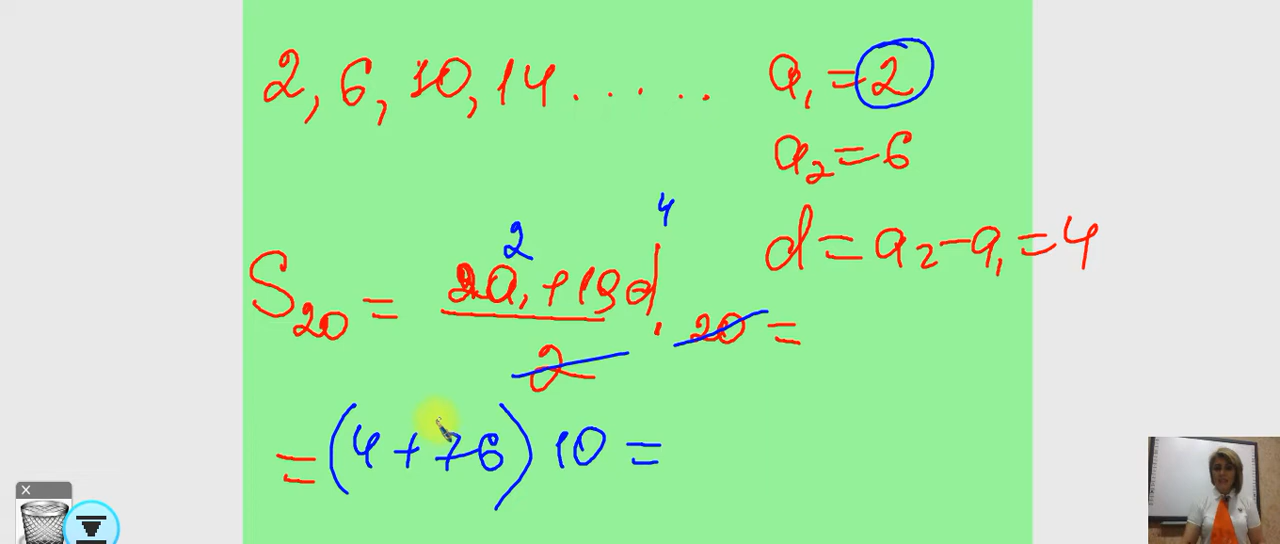 2, 6, 10, 14 . . . . .
a₁ = 2
a₂ = 6
d = a₂ - a₁ = 4
2 4
S₂₀ = (2a₁ + 19d) / 2 · 20 =
= (4 + 76) 10 =